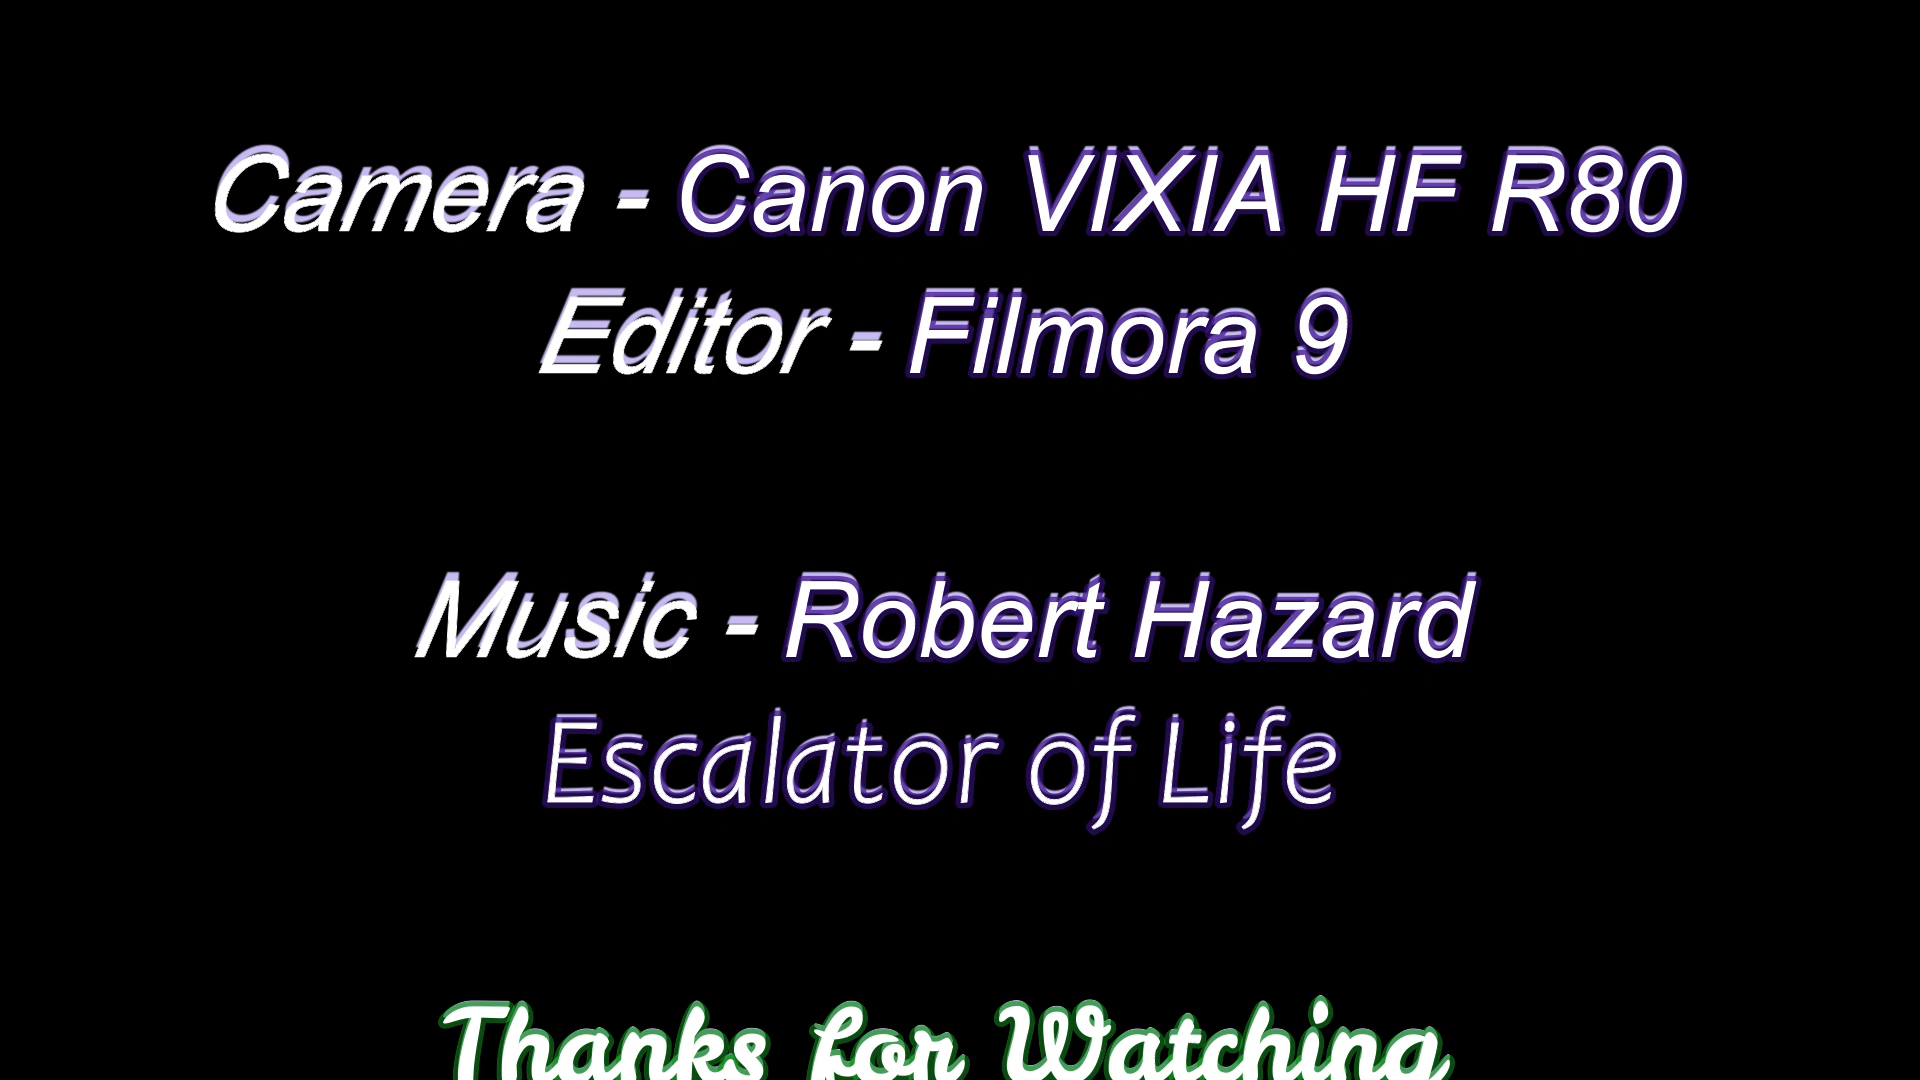 Camera - Canon VIXIA HF R80
Editor - Filmora 9
Music - Robert Hazard
Escalator of Life
Thanks for Watching